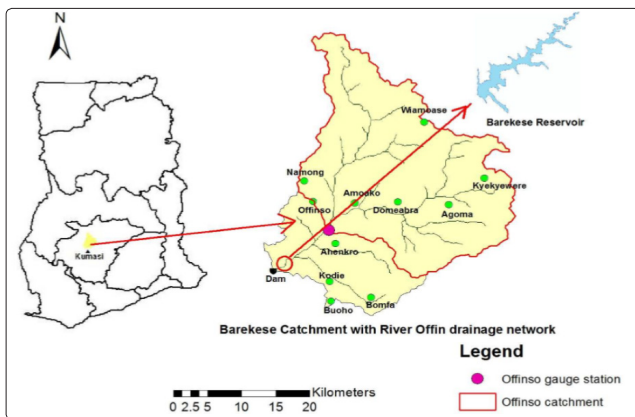 N
Wiamoase
Barekese Reservoir
Namong
Kyekyewere
Offinso
Amoako
Domeabra
Agoma
Kumasi
Ahenkro
Dam
Kodie
Buoho
Bomfa
Barekese Catchment with River Offin drainage network
Legend
Offinso gauge station
Offinso catchment
Kilometers
0 2.5 5 10 15 20